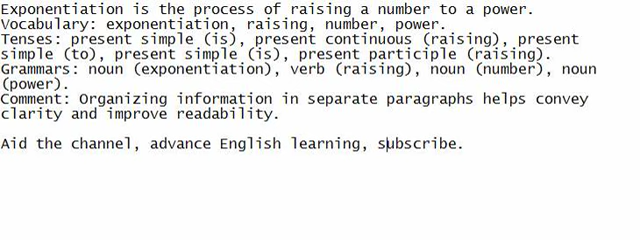 Exponentiation is the process of raising a number to a power.
Vocabulary: exponentiation, raising, number, power.
Tenses: present simple (is), present continuous (raising), present
simple (to), present simple (is), present participle (raising).
Grammars: noun (exponentiation), verb (raising), noun (number), noun
(power).
Comment: Organizing information in separate paragraphs helps convey
clarity and improve readability.
Aid the channel, advance English learning, subscribe.